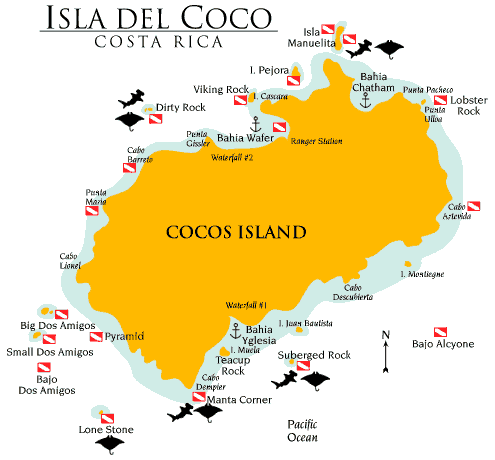 ISLA DEL COCO
COSTA RICA
Isla
Manuelita
I. Pejora
Viking Rock
I. Cascara
Bahia
Chatham
Punta Pacheco
Lobster
Rock
Punta
Ulloa
Dirty Rock
Punta
Gissler
Bahia Wafer
Ranger Station
Waterfall #2
Cabo
Barreto
Punta
Maria
Cabo
Atrevida
COCOS ISLAND
Cabo
Lionel
I. Montiegne
Cabo
Descubierta
Waterfall #1
Big Dos Amigos
Pyramid
Small Dos Amigos
Bajo
Dos Amigos
Bahia
Yglesia
I. Juan Bautista
I. Muela
Teacup
Rock
Suberged Rock
N
Bajo Alcyone
Cabo
Dempier
Manta Corner
Lone Stone
Pacific
Ocean